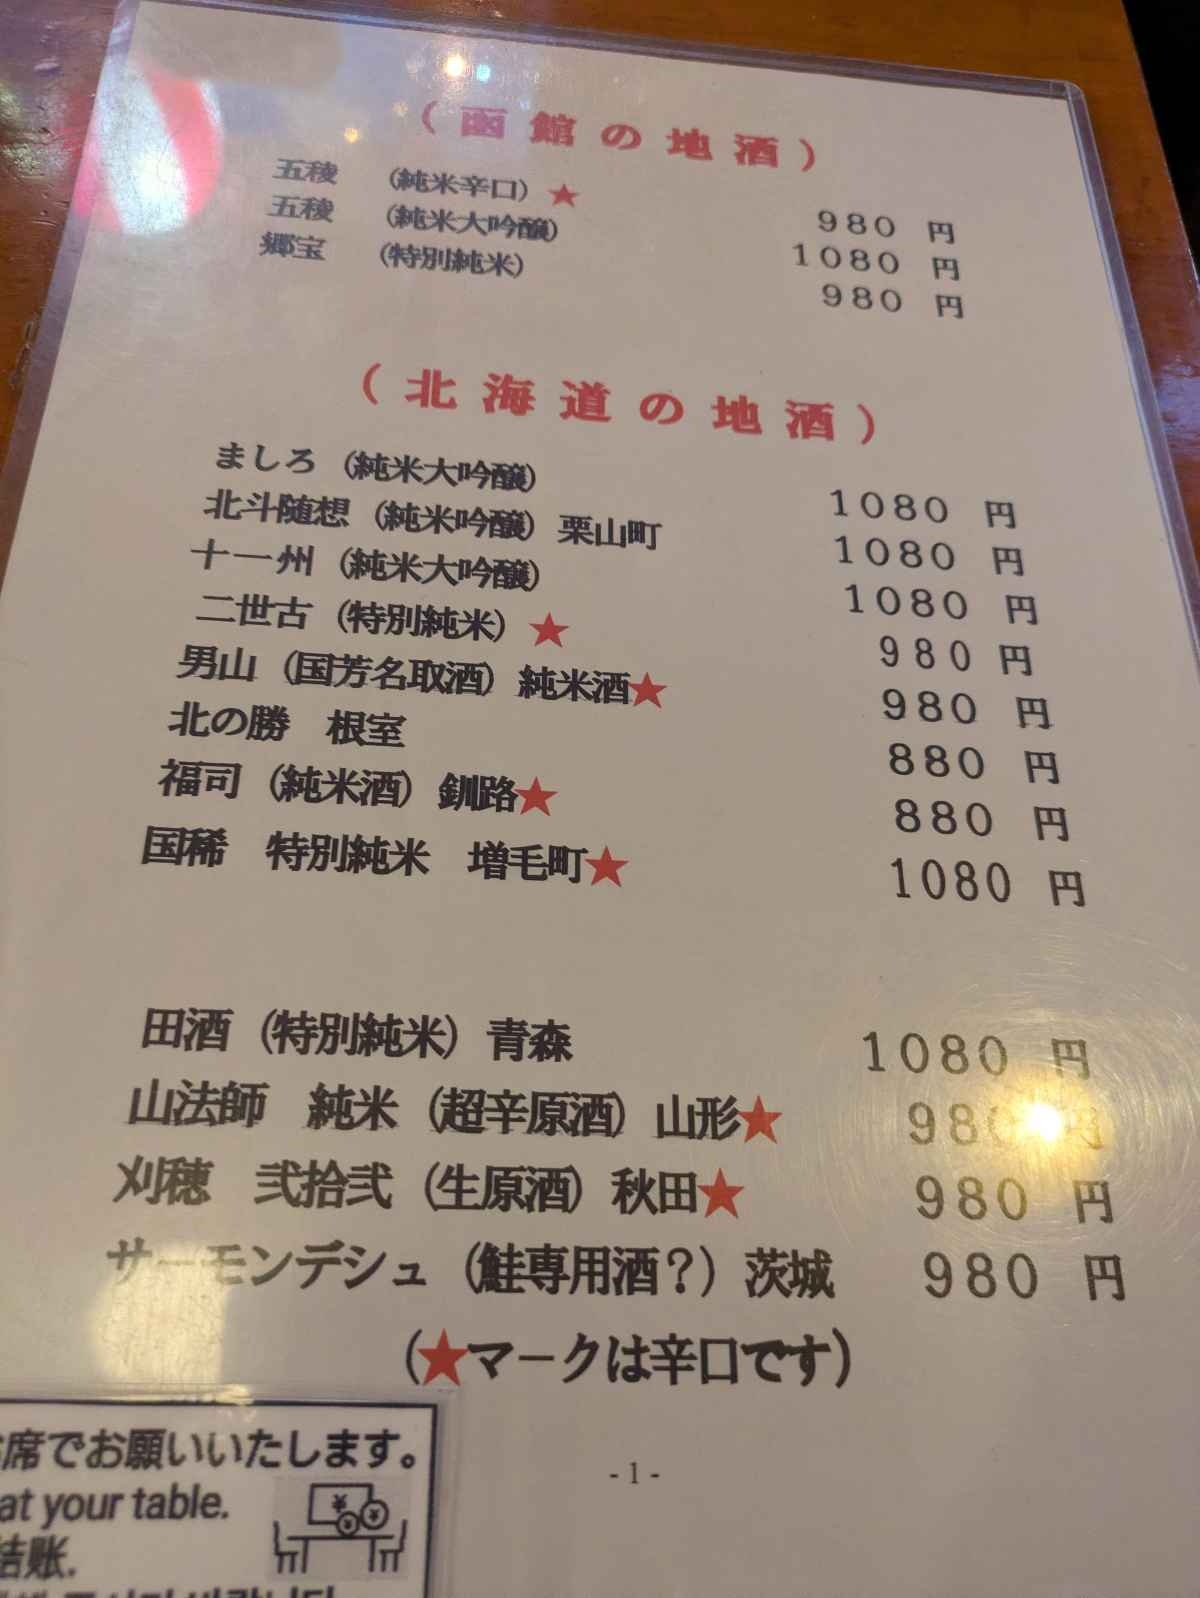 (函館の地酒)
五稜 (純米辛口) ★ 980 円
五稜 (純米大吟醸) 1080 円
郷宝 (特別純米) 980 円
(北海道の地酒)
ましろ (純米大吟醸) 1080 円
北斗随想 (純米吟醸) 栗山町 1080 円
十一州 (純米大吟醸) 1080 円
二世古 (特別純米) ★ 980 円
男山 (国芳名取酒) 純米酒★ 980 円
北の勝 根室 880 円
福司 (純米酒) 釧路★ 880 円
国稀 特別純米 増毛町★ 1080 円
田酒 (特別純米) 青森 1080 円
山法師 純米 (超辛原酒) 山形★ 980 円
刈穂 弐拾弐 (生原酒) 秋田★ 980 円
サーモンデシュ (鮭専用酒？) 茨城 980 円
(★マークは辛口です)
席でお願いいたします。
at your table.
结账.
- 1 -